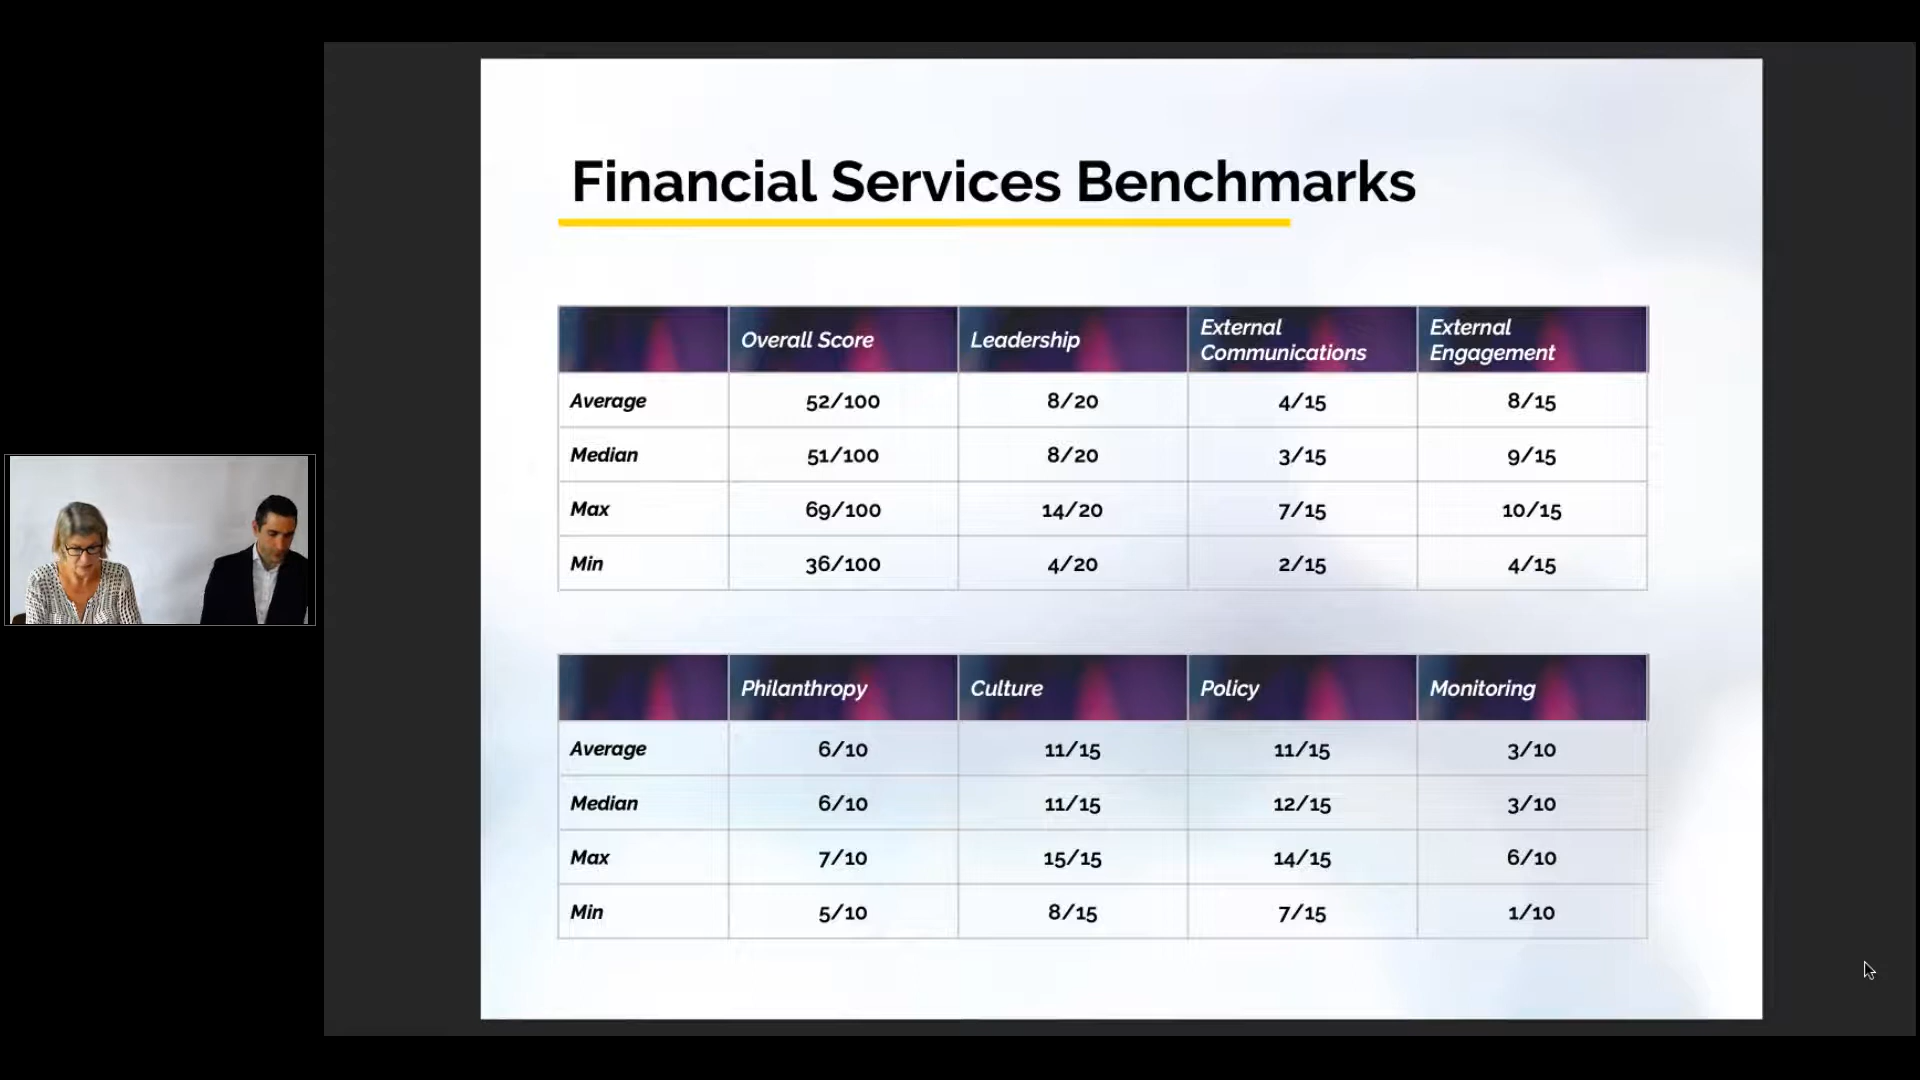 Financial Services Benchmarks
Overall Score Leadership External Communications External Engagement
Average 52/100 8/20 4/15 8/15
Median 51/100 8/20 3/15 9/15
Max 69/100 14/20 7/15 10/15
Min 36/100 4/20 2/15 4/15
Philanthropy Culture Policy Monitoring
Average 6/10 11/15 11/15 3/10
Median 6/10 11/15 12/15 3/10
Max 7/10 15/15 14/15 6/10
Min 5/10 8/15 7/15 1/10